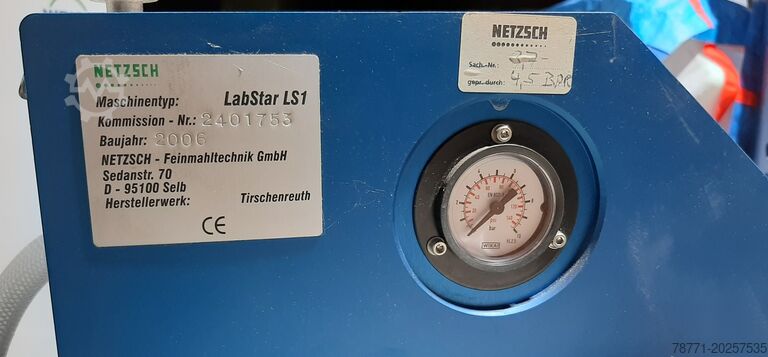 NETZSCH
Maschinentyp: LabStar LS1
Kommission - Nr.: 2401753
Baujahr: 2006
NETZSCH - Feinmahltechnik GmbH
Sedanstr. 70
D - 95100 Selb
Herstellerwerk: Tirschenreuth
CE
NETZSCH
Sach.-Nr.:
gepr. durch: 4,5 BAR
psi
bar
WIKA
78771-20257535